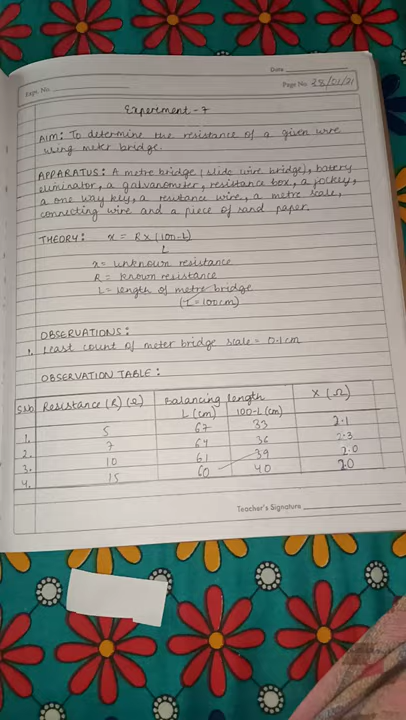 Date
Expt. No.
Page No. 28/01/21
Experiment - 7
AIM: To determine the resistance of a given wire
using meter bridge.
APPARATUS: A metre bridge (slide wire bridge), battery
eliminator, a galvanometer, resistance box, a jockey,
a one way key, a resistance wire, a metre scale,
connecting wire and a piece of sand paper.
THEORY: x = R x (100-L)
L
x = unknown resistance
R = known resistance
L = length of metre bridge
(L = 100cm)
OBSERVATIONS:
1. Least count of meter bridge scale = 0.1 cm
OBSERVATION TABLE:
S.No Resistance (R) (Ω) Balancing length X (Ω)
L (cm) 100-L (cm)
1. 5 67 33 2.1
2. 7 64 36 2.3
3. 10 61 39 2.0
4. 15 60 40 2.0
Teacher's Signature